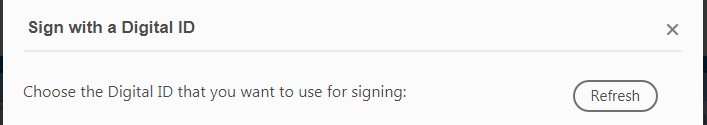 Sign with a Digital ID
Choose the Digital ID that you want to use for signing:
Refresh